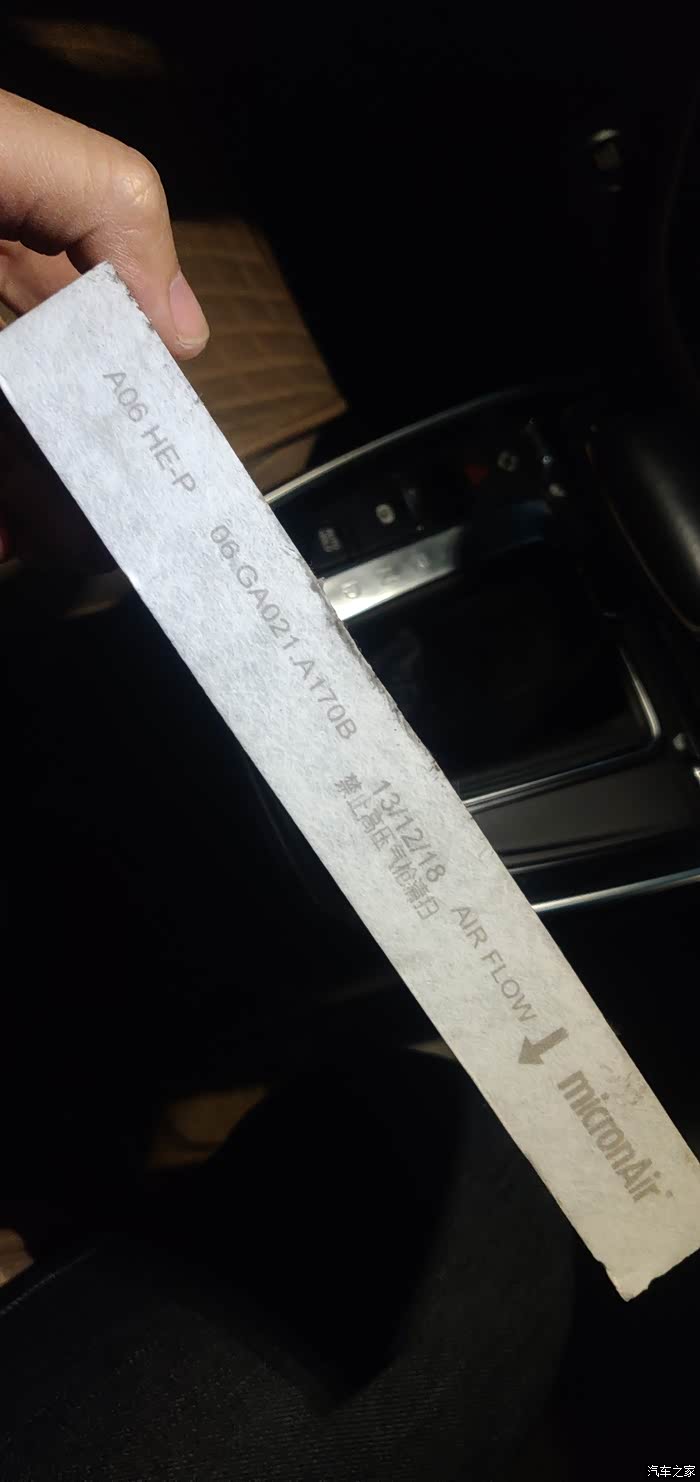 A06 HE-P
06.GA021.A170B
13/12/18
禁止高压气枪清扫
AIR FLOW
micronAir
汽车之家